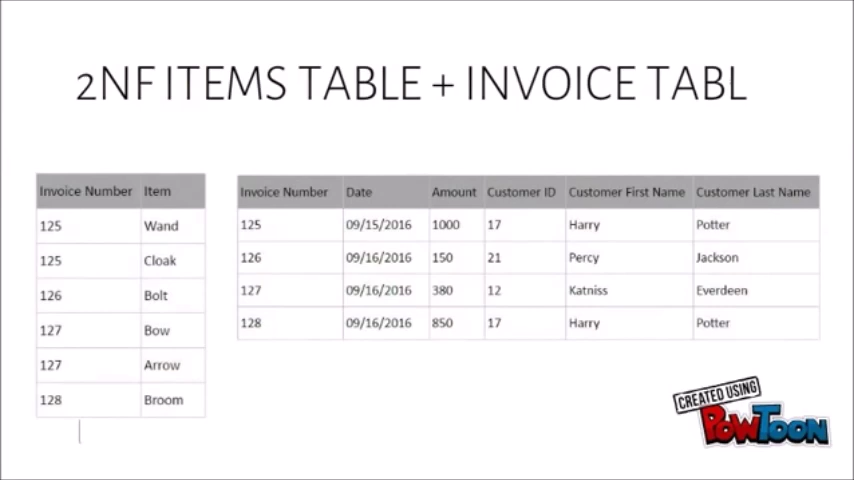 2NF ITEMS TABLE + INVOICE TABL
Invoice Number Item
125 Wand
125 Cloak
126 Bolt
127 Bow
127 Arrow
128 Broom
Invoice Number Date Amount Customer ID Customer First Name Customer Last Name
125 09/15/2016 1000 17 Harry Potter
126 09/16/2016 150 21 Percy Jackson
127 09/16/2016 380 12 Katniss Everdeen
128 09/16/2016 850 17 Harry Potter
CREATED USING
POWTOON